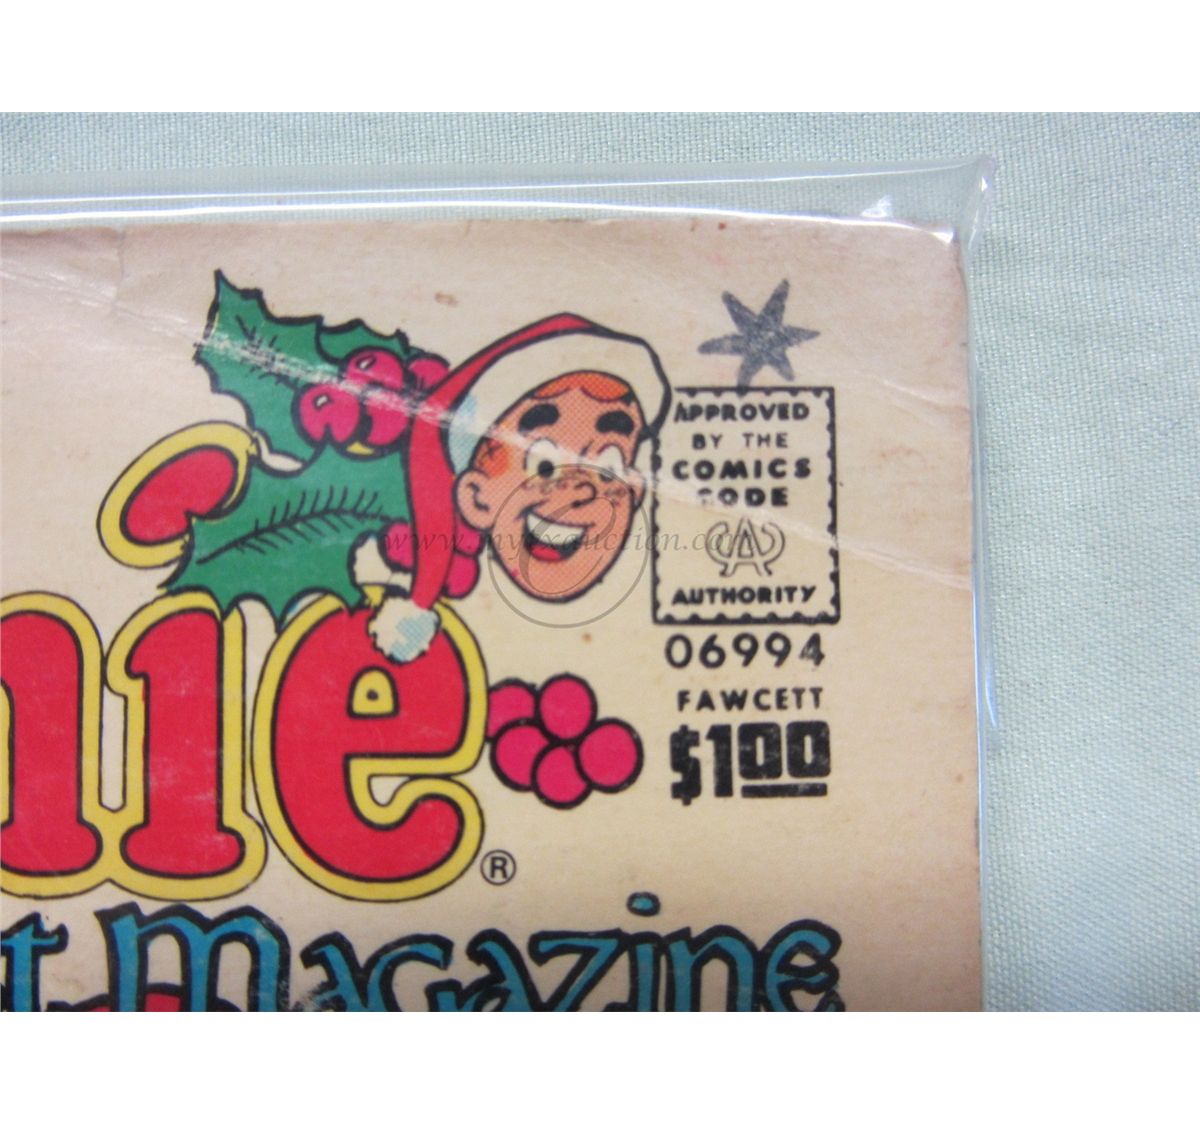 APPROVED
BY THE
COMICS
CODE
CA
AUTHORITY
06994
FAWCETT
$1.00
nie
®
t Magazine